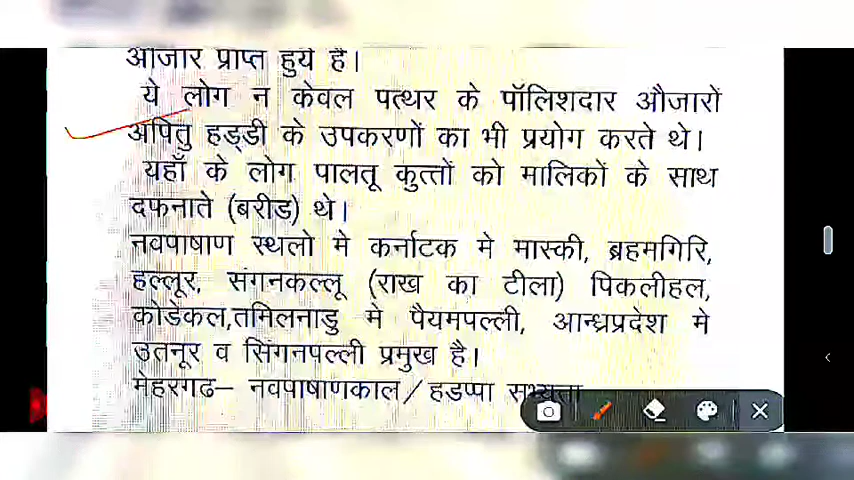 औजार प्राप्त हुये है।
ये लोग न केवल पत्थर के पॉलिशदार औजारों
अपितु हड्डी के उपकरणों का भी प्रयोग करते थे।
यहाँ के लोग पालतू कुत्तों को मालिकों के साथ
दफनाते (बरीड) थे।
नवपाषाण स्थलो मे कर्नाटक मे मास्की, ब्रहमगिरि,
हल्लूर, संगनकल्लू (राख का टीला) पिकलीहल,
कोडेकल,तमिलनाडु मे पैयमपल्ली, आन्ध्रप्रदेश मे
उतनूर व सिंगनपल्ली प्रमुख है।
मेहरगढ– नवपाषाणकाल/हडप्पा सभ्यता